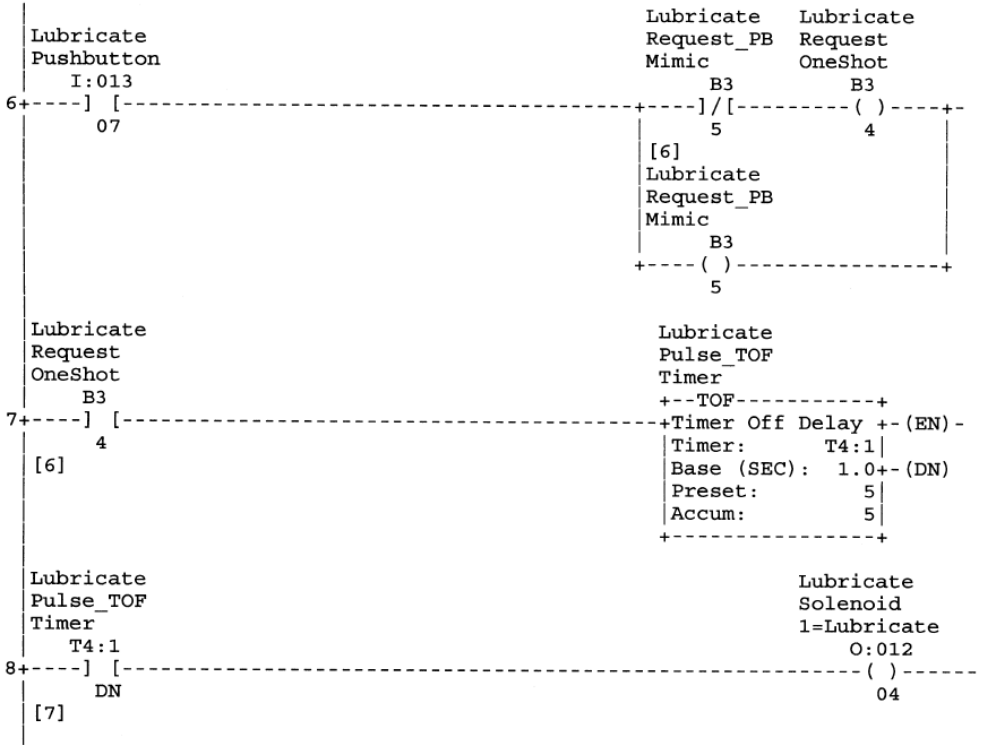 Lubricate Lubricate
Lubricate Request_PB Request
Pushbutton Mimic OneShot
I:013 B3 B3
6+----] [----------------------------------------+----]/[---------( )----+-
07 5 4
[6]
Lubricate
Request_PB
Mimic
B3
+----( )-----------------+
5
Lubricate Lubricate
Request Pulse_TOF
OneShot Timer
B3 +--TOF-----------+
7+----] [------------------------------------------+Timer Off Delay +-(EN)-
4 |Timer: T4:1|
[6] |Base (SEC): 1.0+-(DN)
|Preset: 5|
|Accum: 5|
+----------------+
Lubricate Lubricate
Pulse_TOF Solenoid
Timer 1=Lubricate
T4:1 O:012
8+----] [------------------------------------------------------------( )------
DN 04
[7]